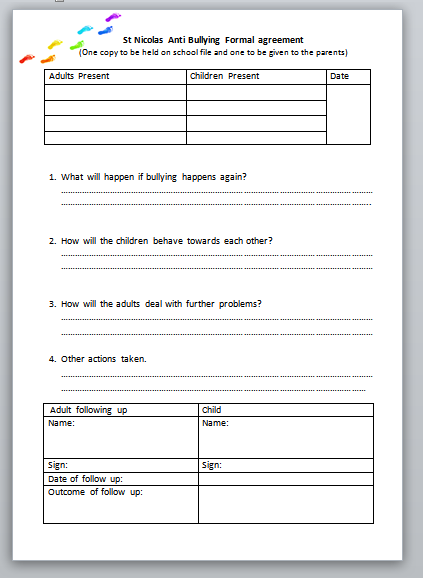 St Nicolas Anti Bullying Formal agreement
(One copy to be held on school file and one to be given to the parents)
Adults Present Children Present Date
1. What will happen if bullying happens again?
2. How will the children behave towards each other?
3. How will the adults deal with further problems?
4. Other actions taken.
Adult following up Child
Name: Name:
Sign: Sign:
Date of follow up:
Outcome of follow up: